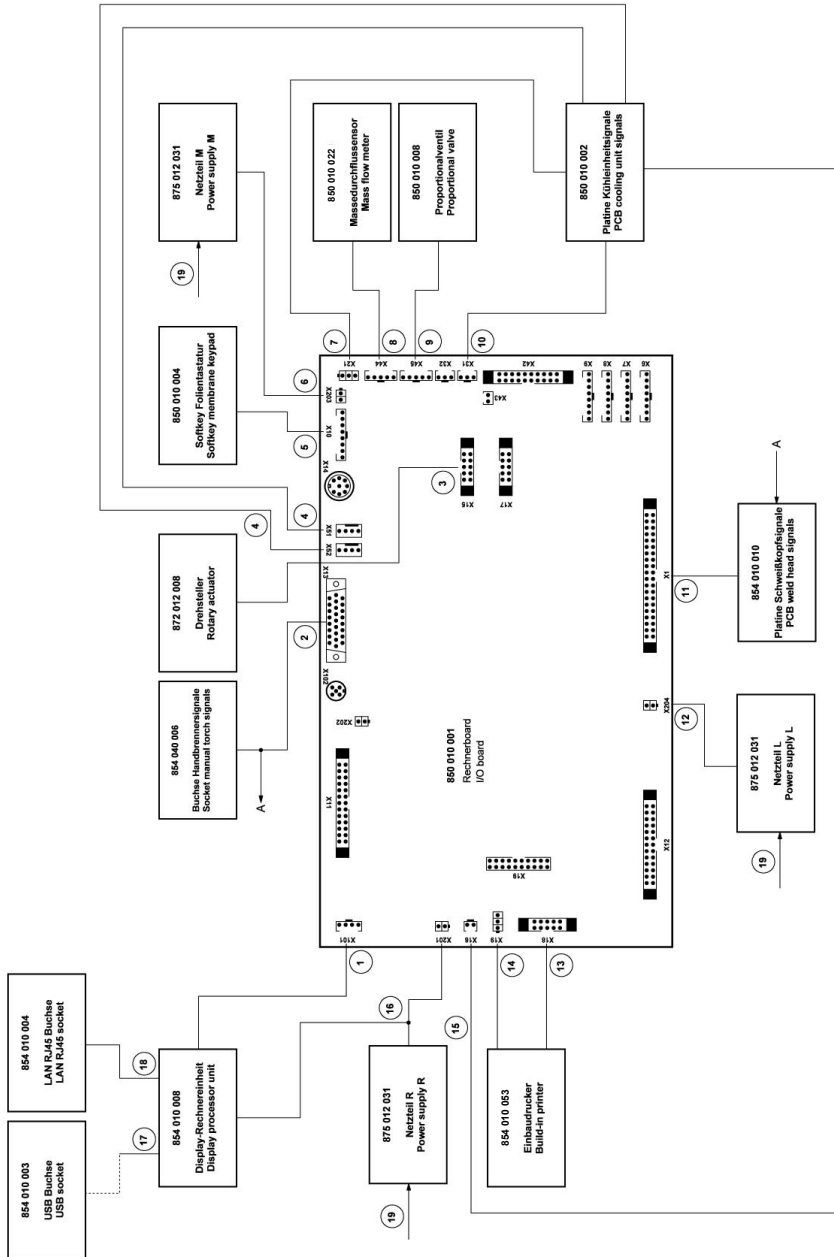 854 010 003
USB Buchse
USB socket
854 010 004
LAN RJ45 Buchse
LAN RJ45 socket
17
18
854 010 008
Display-Rechnereinheit
Display processor unit
854 040 006
Buchse Handbrennersignale
Socket manual torch signals
A
872 012 008
Drehsteller
Rotary actuator
850 010 004
Softkey Folientastatur
Softkey membrane keypad
875 012 031
Netzteil M
Power supply M
19
1
2
4
4
5
6
7
X101
X11
X202
X102
X13
X52
X51
X14
X10
X203
X21
19
875 012 031
Netzteil R
Power supply R
16
15
X201
X16
850 010 001
Rechnerboard
I/O board
X15
3
X17
X43
X44
X45
X32
X31
X42
8
9
10
850 010 022
Massedurchflussensor
Mass flow meter
850 010 008
Proportionalventil
Proportional valve
850 010 002
Platine Kühleinheitsignale
PCB cooling unit signals
854 010 053
Einbaudrucker
Build-in printer
14
13
X19
X18
X19
X9
X8
X7
X6
X12
X204
X1
12
11
19
875 012 031
Netzteil L
Power supply L
854 010 010
Platine Schweißkopfsignale
PCB weld head signals
A